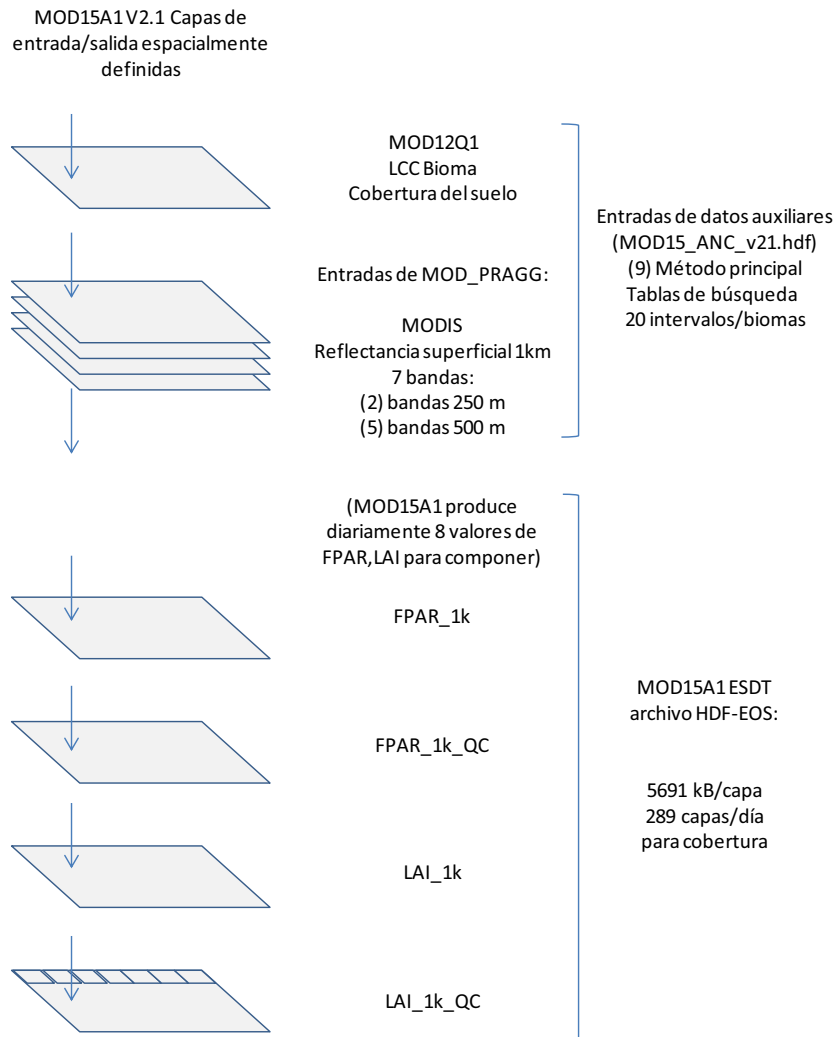 MOD15A1 V2.1 Capas de
entrada/salida espacialmente
definidas
MOD12Q1
LCC Bioma
Cobertura del suelo
Entradas de MOD_PRAGG:
MODIS
Reflectancia superficial 1km
7 bandas:
(2) bandas 250 m
(5) bandas 500 m
Entradas de datos auxiliares
(MOD15_ANC_v21.hdf)
(9) Método principal
Tablas de búsqueda
20 intervalos/biomas
(MOD15A1 produce
diariamente 8 valores de
FPAR,LAI para componer)
FPAR_1k
FPAR_1k_QC
LAI_1k
LAI_1k_QC
MOD15A1 ESDT
archivo HDF-EOS:
5691 kB/capa
289 capas/día
para cobertura